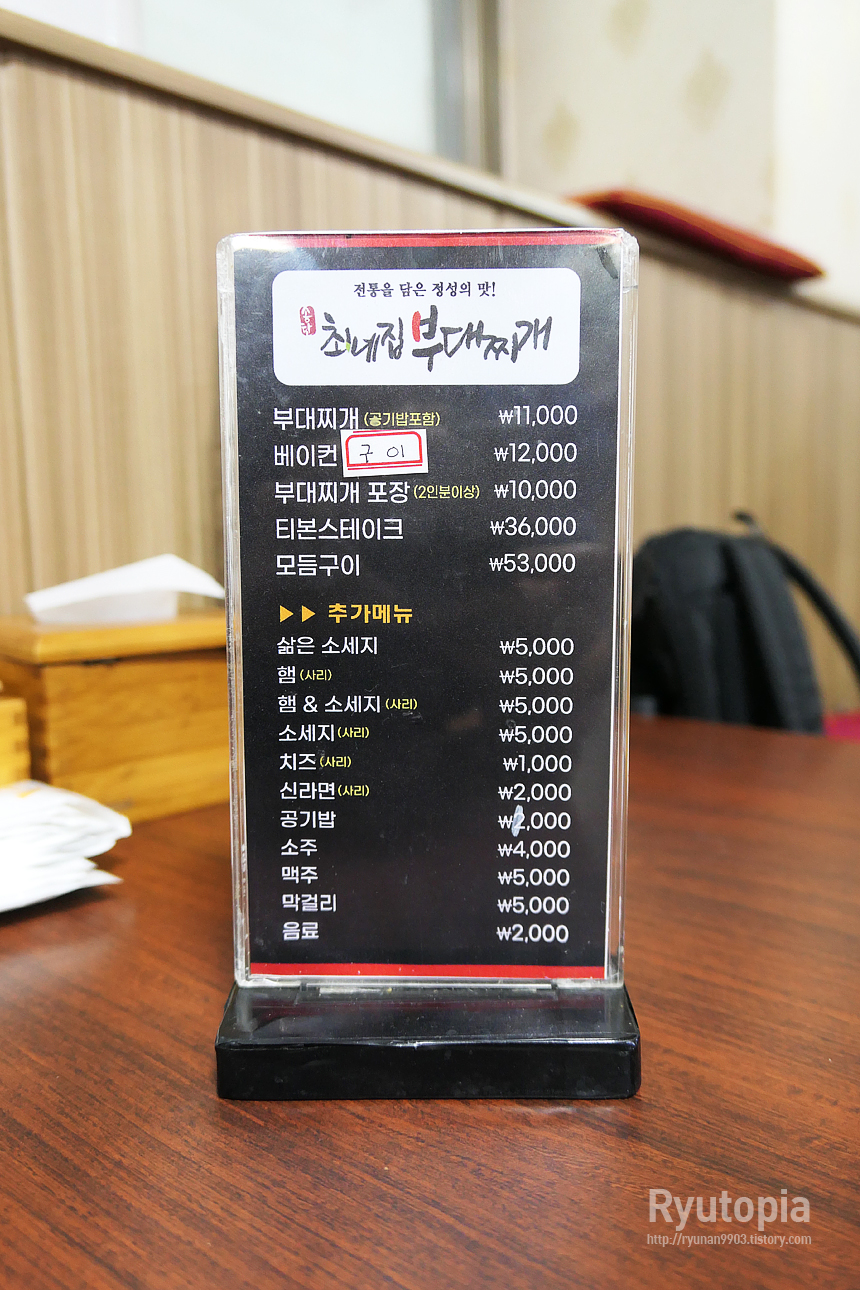 전통을 담은 정성의 맛!
송탄 최네집 부대찌개
부대찌개 (공기밥포함) ₩11,000
베이컨 구이 ₩12,000
부대찌개 포장 (2인분이상) ₩10,000
티본스테이크 ₩36,000
모듬구이 ₩53,000
▶▶ 추가메뉴
삶은 소세지 ₩5,000
햄 (사리) ₩5,000
햄 & 소세지 (사리) ₩5,000
소세지 (사리) ₩5,000
치즈 (사리) ₩1,000
신라면 (사리) ₩2,000
공기밥 ₩1,000
소주 ₩4,000
맥주 ₩5,000
막걸리 ₩5,000
음료 ₩2,000
Ryutopia
http://ryunan9903.tistory.com